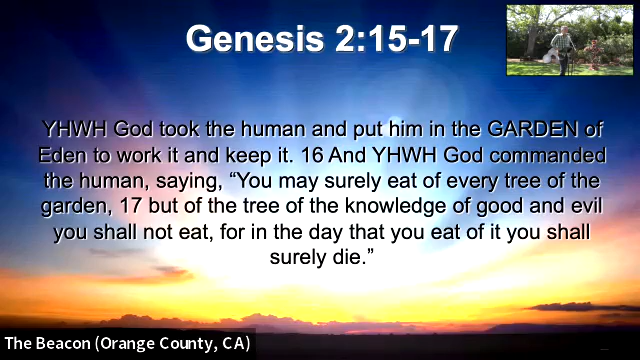 Genesis 2:15-17
YHWH God took the human and put him in the GARDEN of
Eden to work it and keep it. 16 And YHWH God commanded
the human, saying, “You may surely eat of every tree of the
garden, 17 but of the tree of the knowledge of good and evil
you shall not eat, for in the day that you eat of it you shall
surely die.”
The Beacon (Orange County, CA)